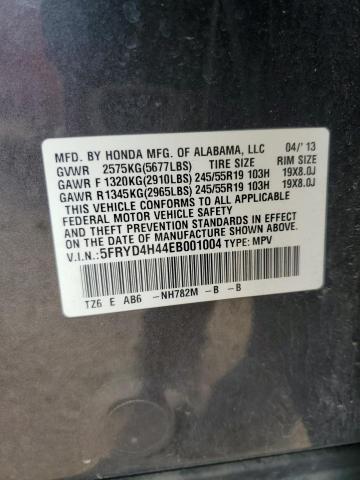 MFD. BY HONDA MFG. OF ALABAMA, LLC 04/'13
GVWR 2575KG(5677LBS) TIRE SIZE RIM SIZE
GAWR F 1320KG(2910LBS) 245/55R19 103H 19X8.0J
GAWR R1345KG(2965LBS) 245/55R19 103H 19X8.0J
THIS VEHICLE CONFORMS TO ALL APPLICABLE
FEDERAL MOTOR VEHICLE SAFETY AND
THEFT PREVENTION STANDARDS IN EFFECT ON
THE DATE OF MANUFACTURE SHOWN ABOVE.
V.I.N.:5FRYD4H44EB001004 TYPE: MPV
TZ6 E AB6 -NH782M -B -B